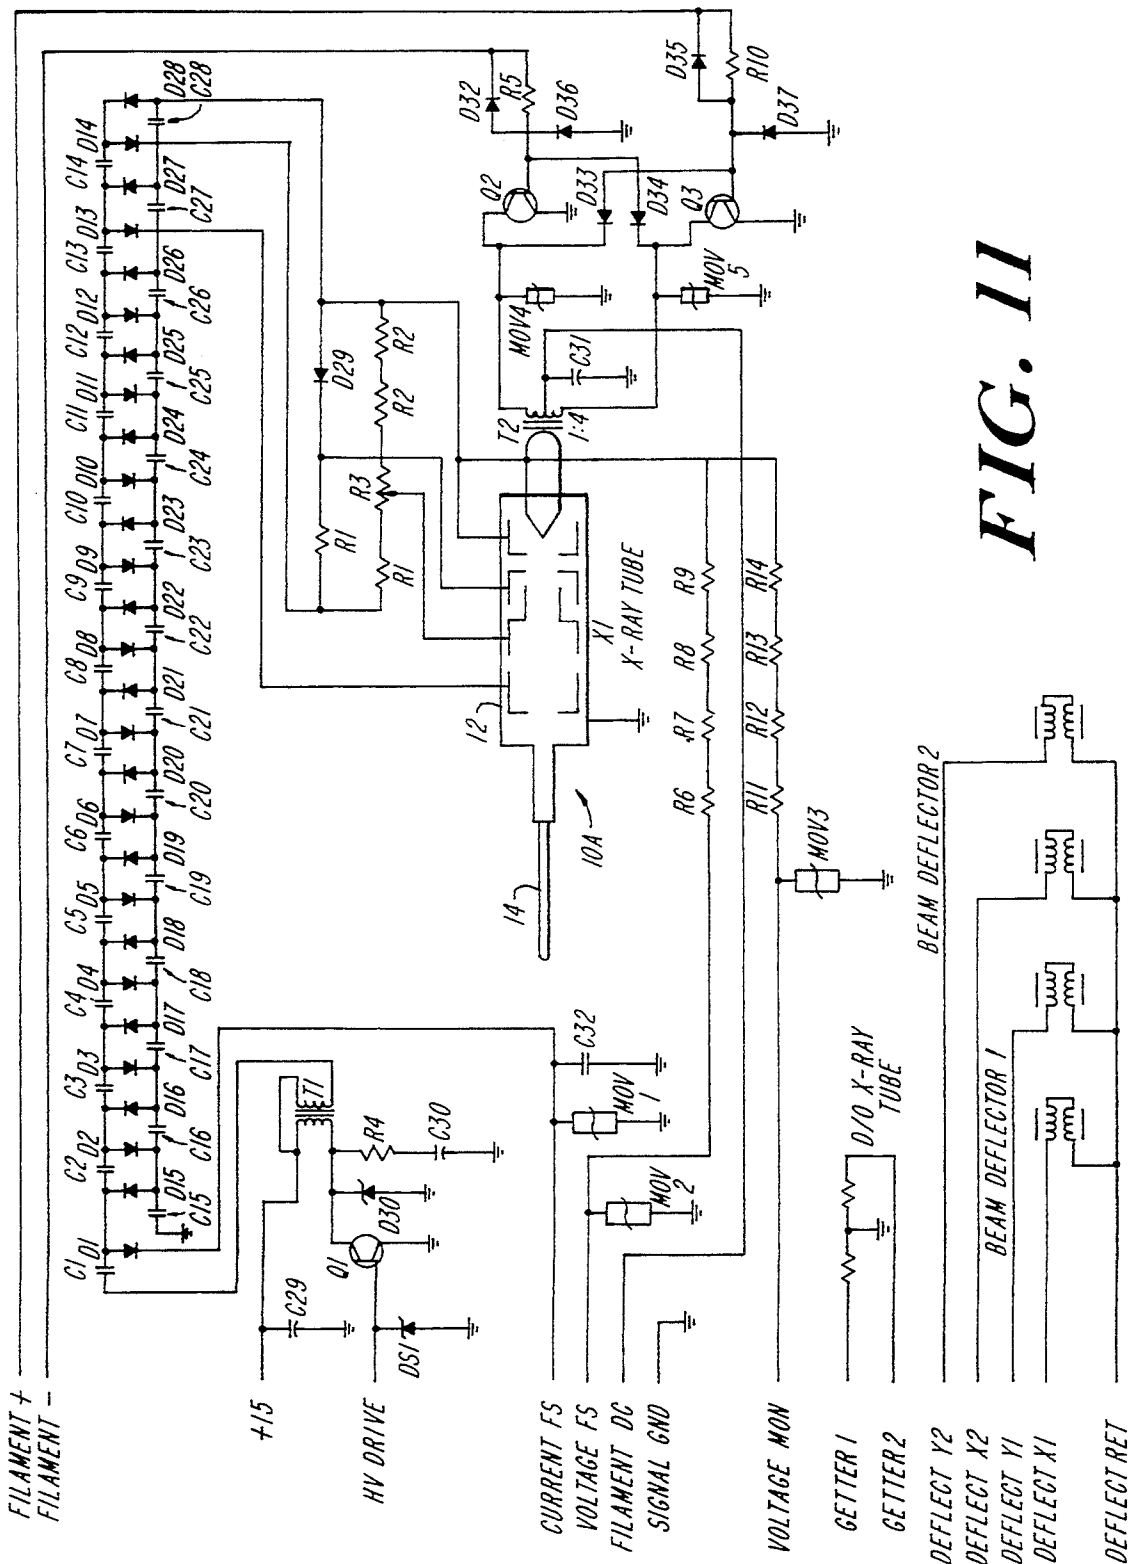 FILAMENT +
FILAMENT -
+15
HV DRIVE
CURRENT FS
VOLTAGE FS
FILAMENT DC
SIGNAL GND
VOLTAGE MON
GETTER 1
GETTER 2
DEFLECT Y2
DEFLECT X2
DEFLECT Y1
DEFLECT X1
DEFLECT RET
C1 D1
C2 D2
C3 D3
C4 D4
C5 D5
C6 D6
C7 D7
C8 D8
C9 D9
C10 D10
C11 D11
C12 D12
C13 D13
C14 D14
D15
C15
D16
C16
D17
C17
D18
C18
D19
C19
D20
C20
D21
C21
D22
C22
D23
C23
D24
C24
D25
C25
D26
C26
D27
C27
D28
C28
C29
Q1
DS1
D30
R4
C30
T1
C32
MOV
1
MOV
2
R1
D29
R1
R3
R2
R2
14
12
10A
X1
X-RAY TUBE
T2
1:4
C31
MOV4
MOV
5
Q2
D33
D34
Q3
D32
R5
D36
D35
R10
D37
R6
R7
R8
R9
R11
R12
R13
R14
MOV3
D/O X-RAY
TUBE
BEAM DEFLECTOR 2
BEAM DEFLECTOR 1
FIG. 11